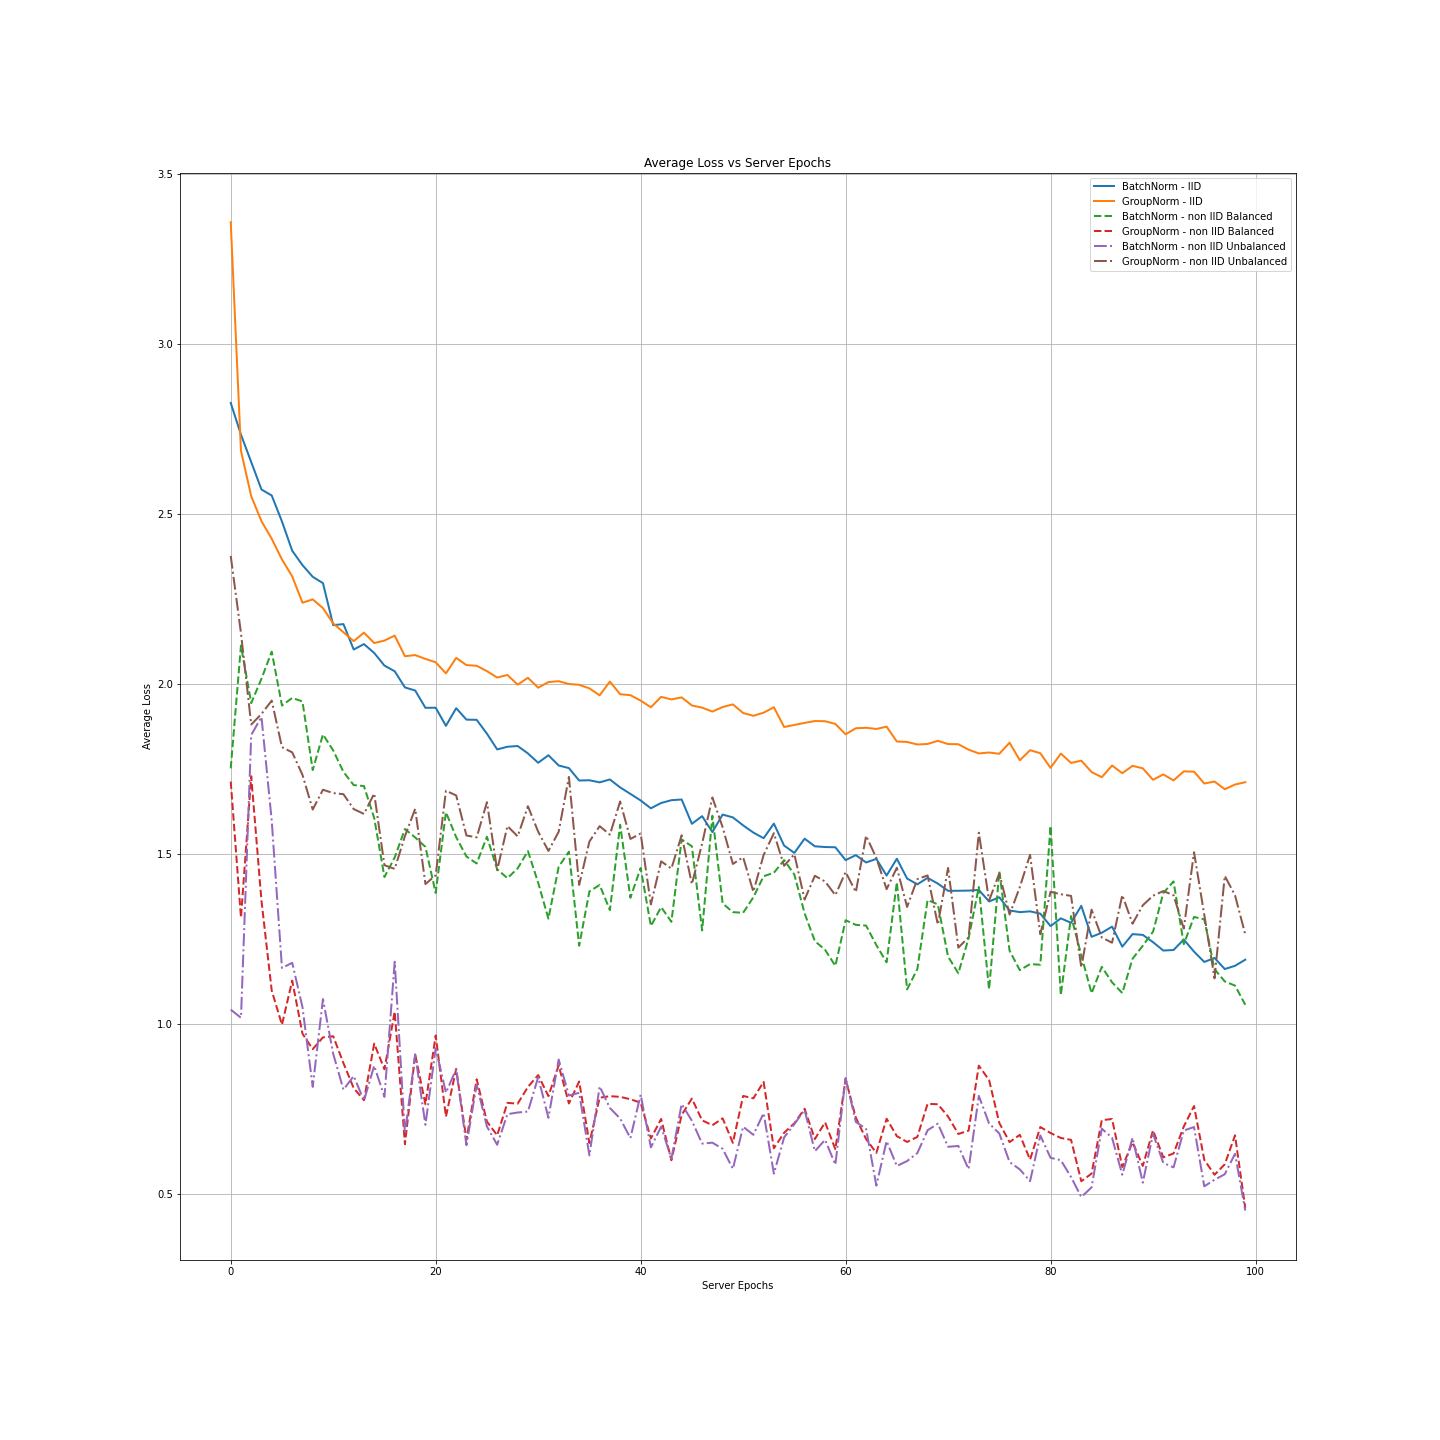 Average Loss vs Server Epochs
3.5
3.0
2.5
2.0
1.5
1.0
0.5
Average Loss
BatchNorm - IID
GroupNorm - IID
BatchNorm - non IID Balanced
GroupNorm - non IID Balanced
BatchNorm - non IID Unbalanced
GroupNorm - non IID Unbalanced
0 20 40 60 80 100
Server Epochs